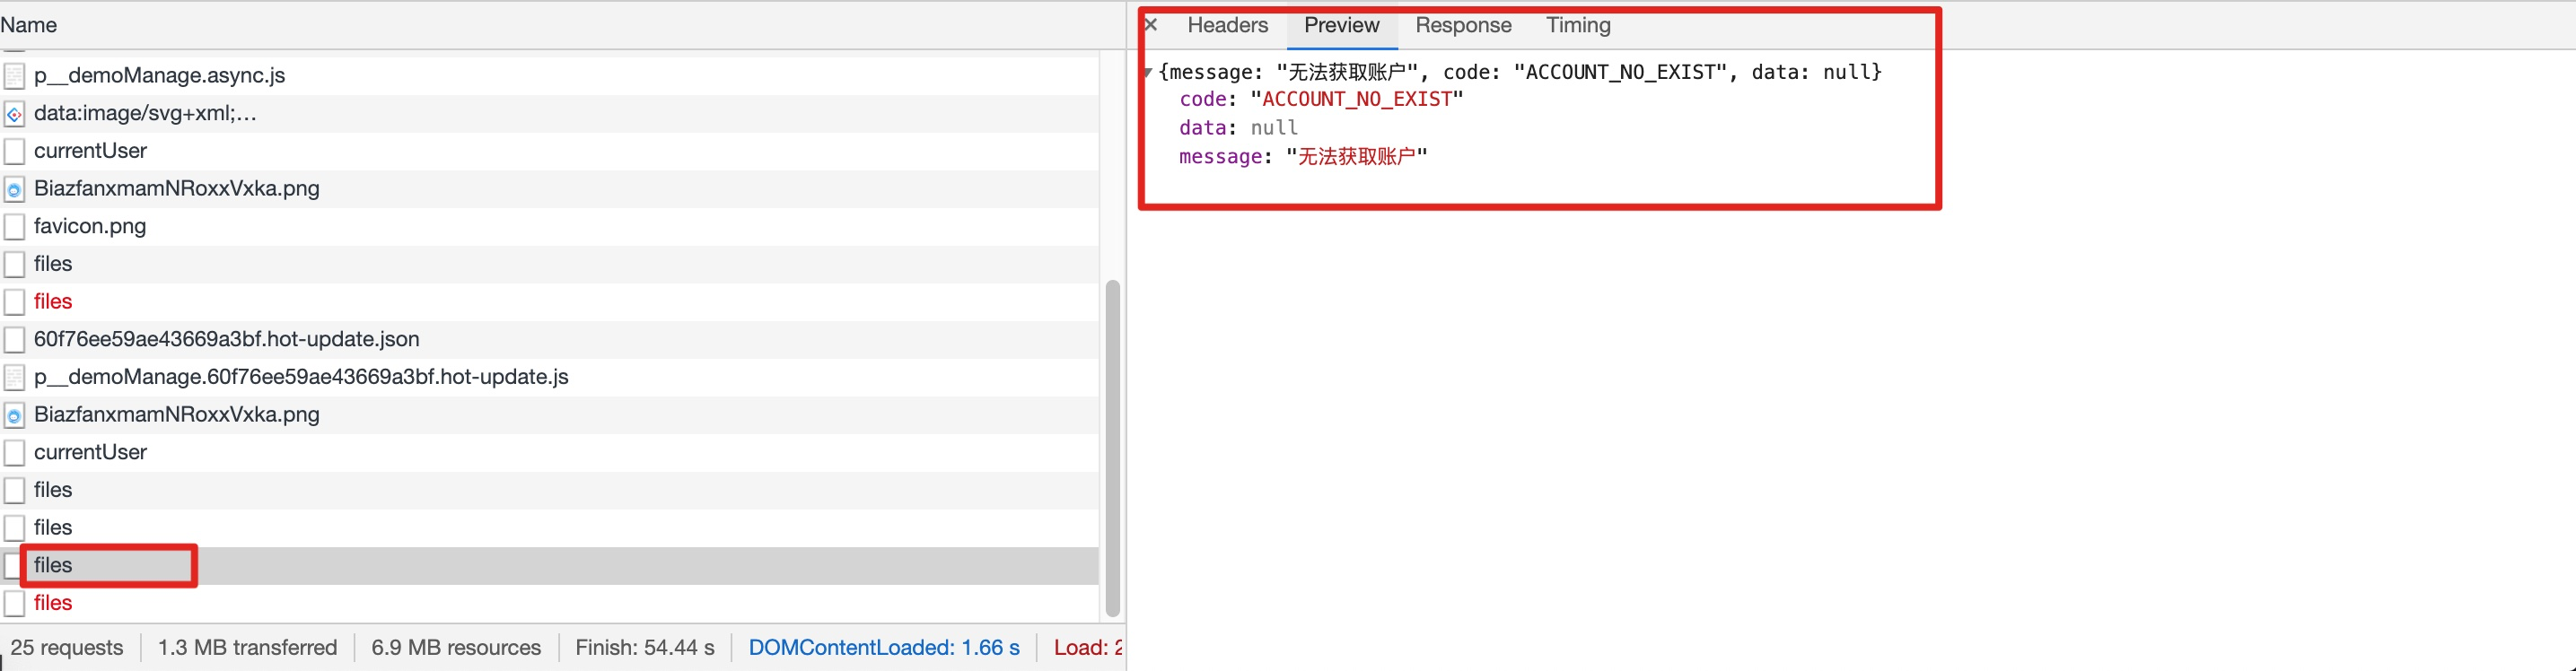 Name
p__demoManage.async.js
data:image/svg+xml;…
currentUser
BiazfanxmamNRoxxVxka.png
favicon.png
files
files
60f76ee59ae43669a3bf.hot-update.json
p__demoManage.60f76ee59ae43669a3bf.hot-update.js
BiazfanxmamNRoxxVxka.png
currentUser
files
files
files
files
25 requests 1.3 MB transferred 6.9 MB resources Finish: 54.44 s DOMContentLoaded: 1.66 s Load: 2
× Headers Preview Response Timing
▼{message: "无法获取账户", code: "ACCOUNT_NO_EXIST", data: null}
code: "ACCOUNT_NO_EXIST"
data: null
message: "无法获取账户"